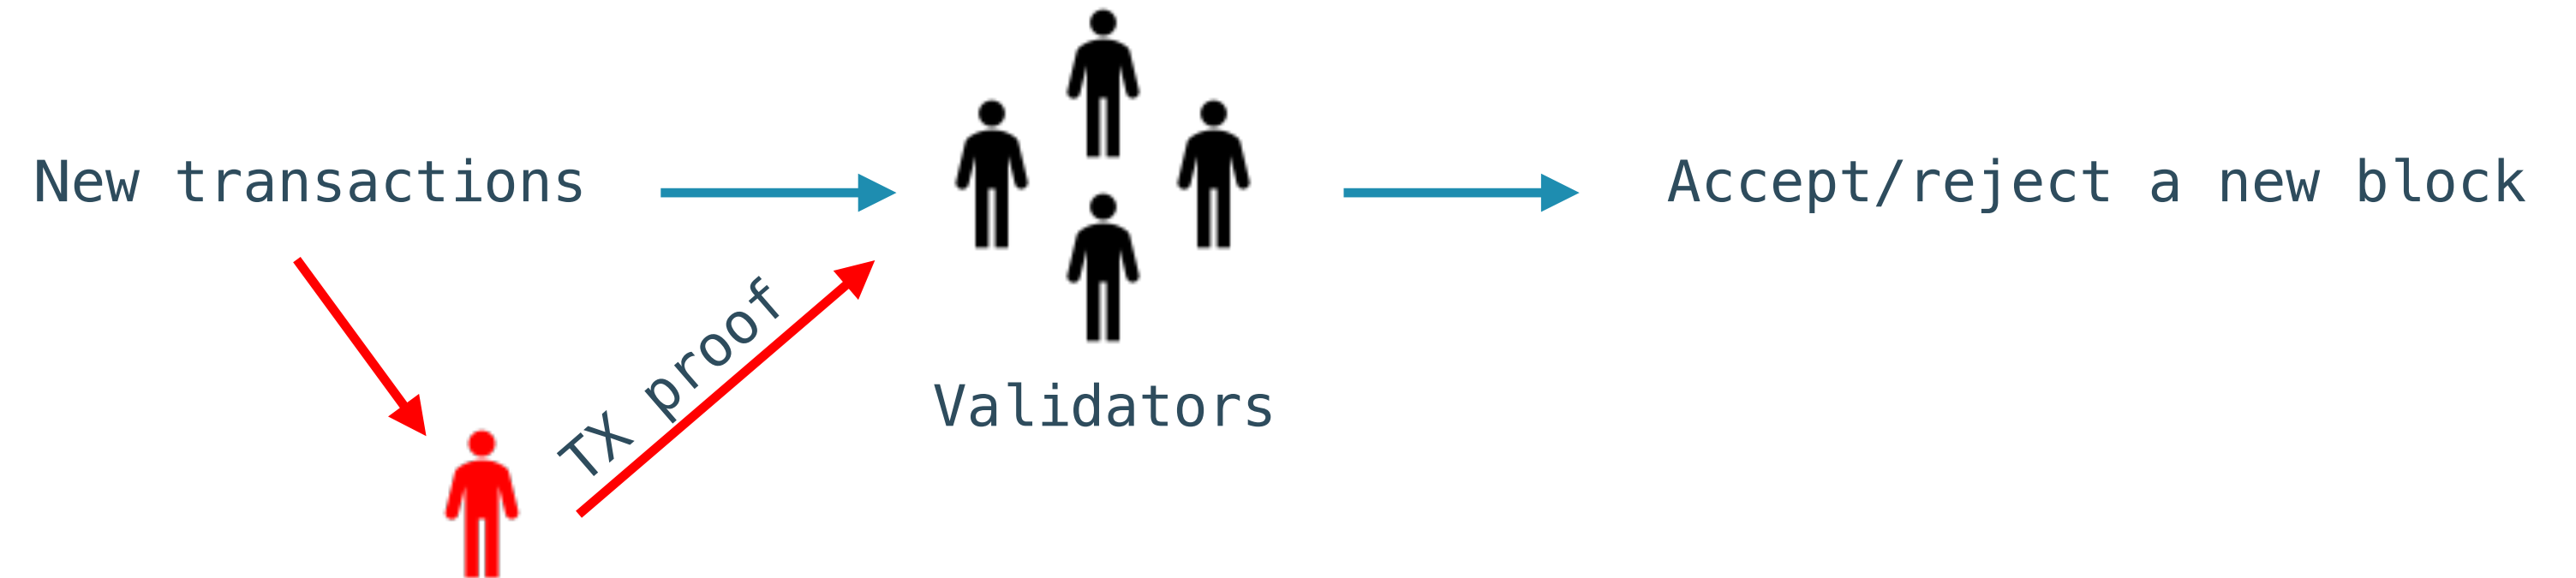 New transactions
Accept/reject a new block
TX proof
Validators